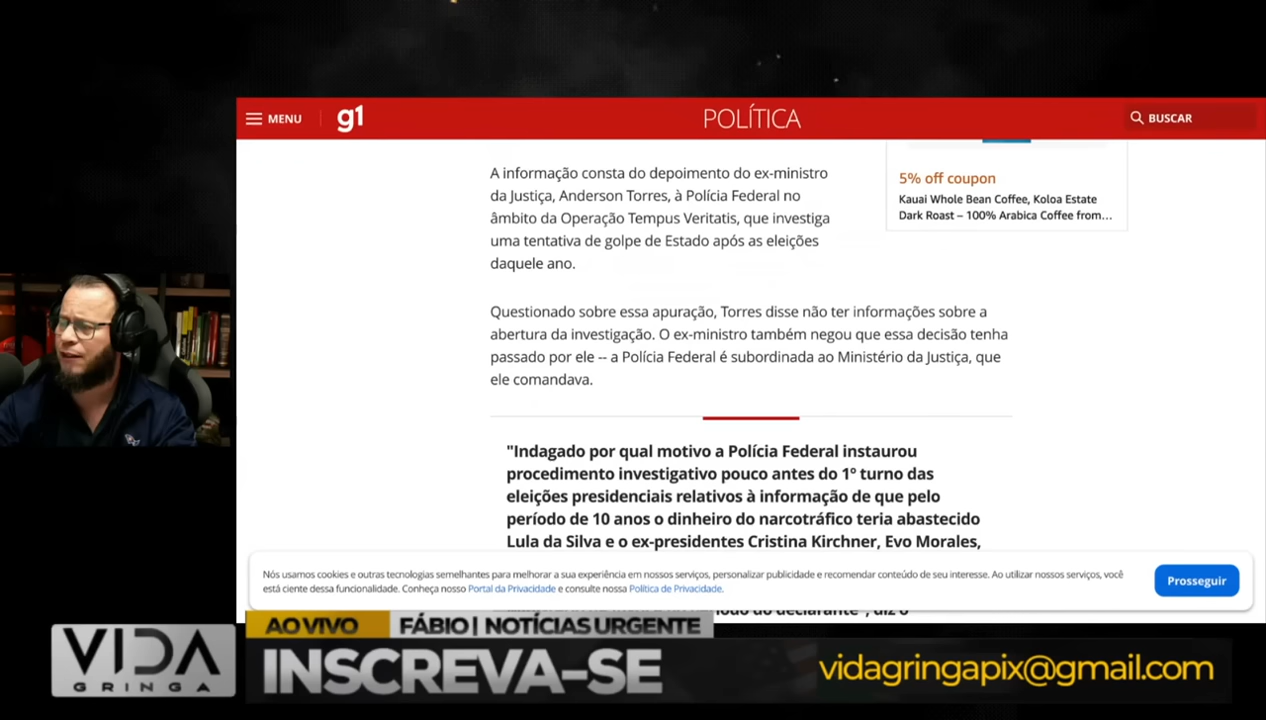 MENU
g1
POLÍTICA
BUSCAR
A informação consta do depoimento do ex-ministro
da Justiça, Anderson Torres, à Polícia Federal no
âmbito da Operação Tempus Veritatis, que investiga
uma tentativa de golpe de Estado após as eleições
daquele ano.
5% off coupon
Kauai Whole Bean Coffee, Koloa Estate
Dark Roast – 100% Arabica Coffee from...
Questionado sobre essa apuração, Torres disse não ter informações sobre a
abertura da investigação. O ex-ministro também negou que essa decisão tenha
passado por ele -- a Polícia Federal é subordinada ao Ministério da Justiça, que
ele comandava.
"Indagado por qual motivo a Polícia Federal instaurou
procedimento investigativo pouco antes do 1º turno das
eleições presidenciais relativos à informação de que pelo
período de 10 anos o dinheiro do narcotráfico teria abastecido
Lula da Silva e o ex-presidentes Cristina Kirchner, Evo Morales,
Nós usamos cookies e outras tecnologias semelhantes para melhorar a sua experiência em nossos serviços, personalizar publicidade e recomendar conteúdo de seu interesse. Ao utilizar nossos serviços, você
está ciente dessa funcionalidade. Conheça nosso Portal da Privacidade e consulte nossa Política de Privacidade.
Prosseguir
do declarante", diz o
AO VIVO
FÁBIO | NOTÍCIAS URGENTE
VIDA
GRINGA
INSCREVA-SE
vidagringapix@gmail.com